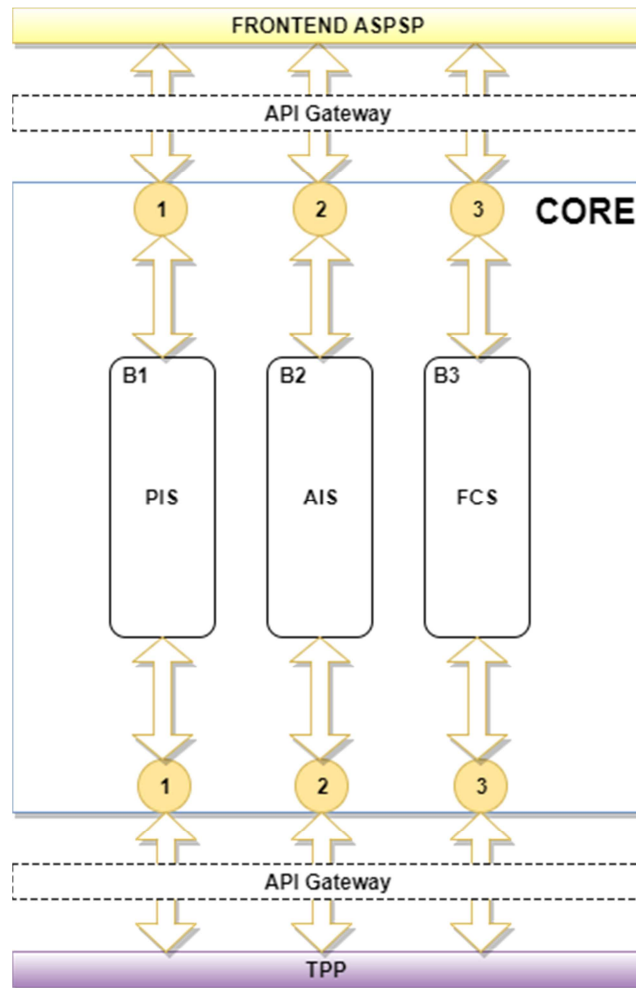 FRONTEND ASPSP
API Gateway
1
2
3
CORE
B1
B2
B3
PIS
AIS
FCS
1
2
3
API Gateway
TPP